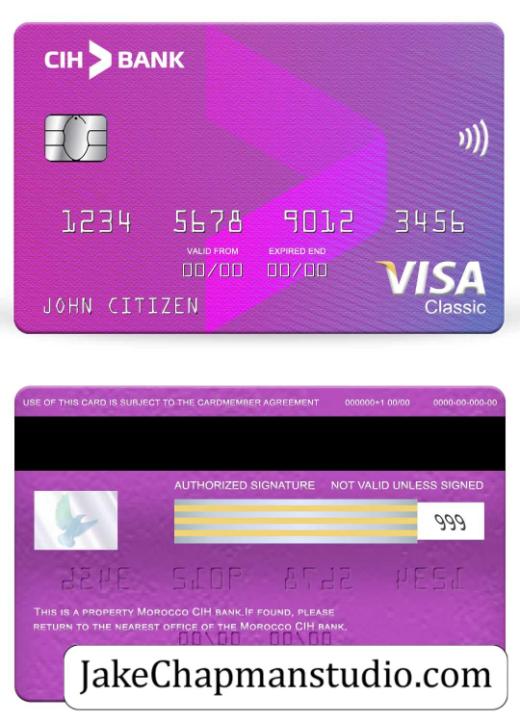 CIH BANK
1234 5678 9012 3456
VALID FROM EXPIRED END
00/00 00/00
VISA
JOHN CITIZEN
Classic
USE OF THIS CARD IS SUBJECT TO THE CARDMEMBER AGREEMENT 000000+1 00/00 0000-00-000-00
AUTHORIZED SIGNATURE NOT VALID UNLESS SIGNED
999
THIS IS A PROPERTY MOROCCO CIH BANK.IF FOUND, PLEASE
RETURN TO THE NEAREST OFFICE OF THE MOROCCO CIH BANK.
00/00 00/00
JakeChapmanstudio.com